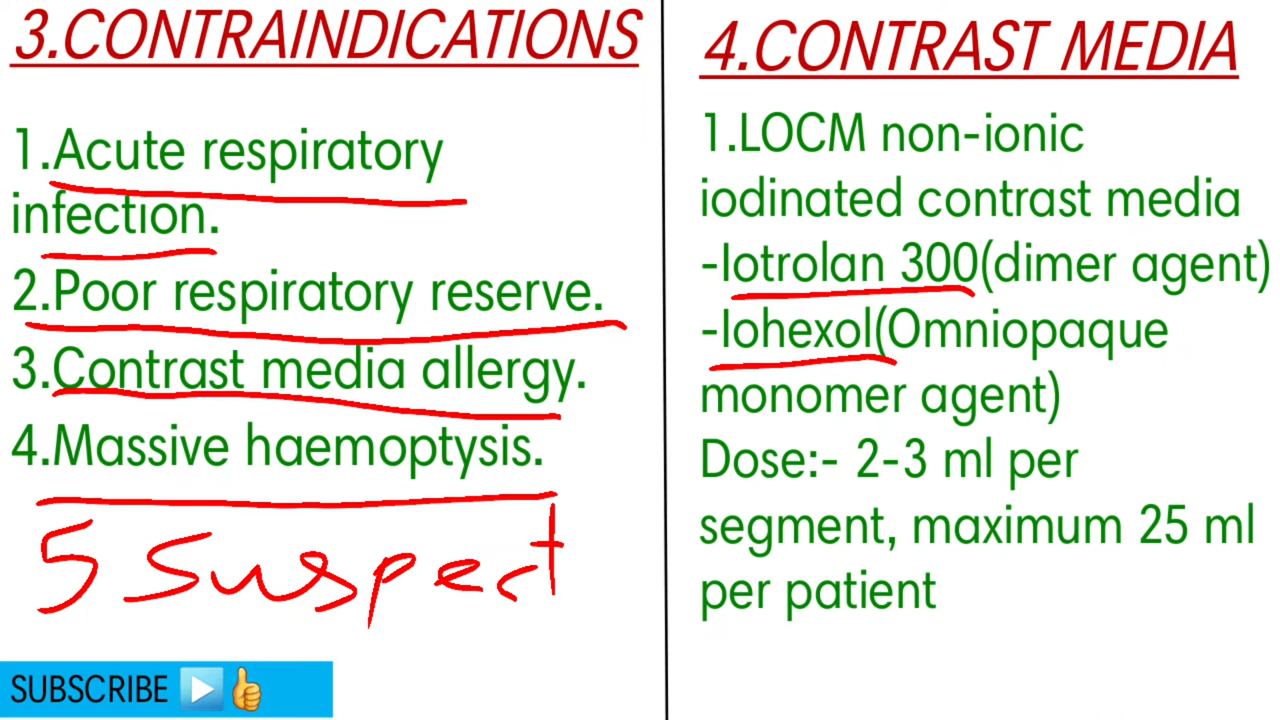 3.CONTRAINDICATIONS
1.Acute respiratory
infection.
2.Poor respiratory reserve.
3.Contrast media allergy.
4.Massive haemoptysis.
5 Suspect
SUBSCRIBE
4.CONTRAST MEDIA
1.LOCM non-ionic
iodinated contrast media
-Iotrolan 300(dimer agent)
-Iohexol(Omniopaque
monomer agent)
Dose:- 2-3 ml per
segment, maximum 25 ml
per patient